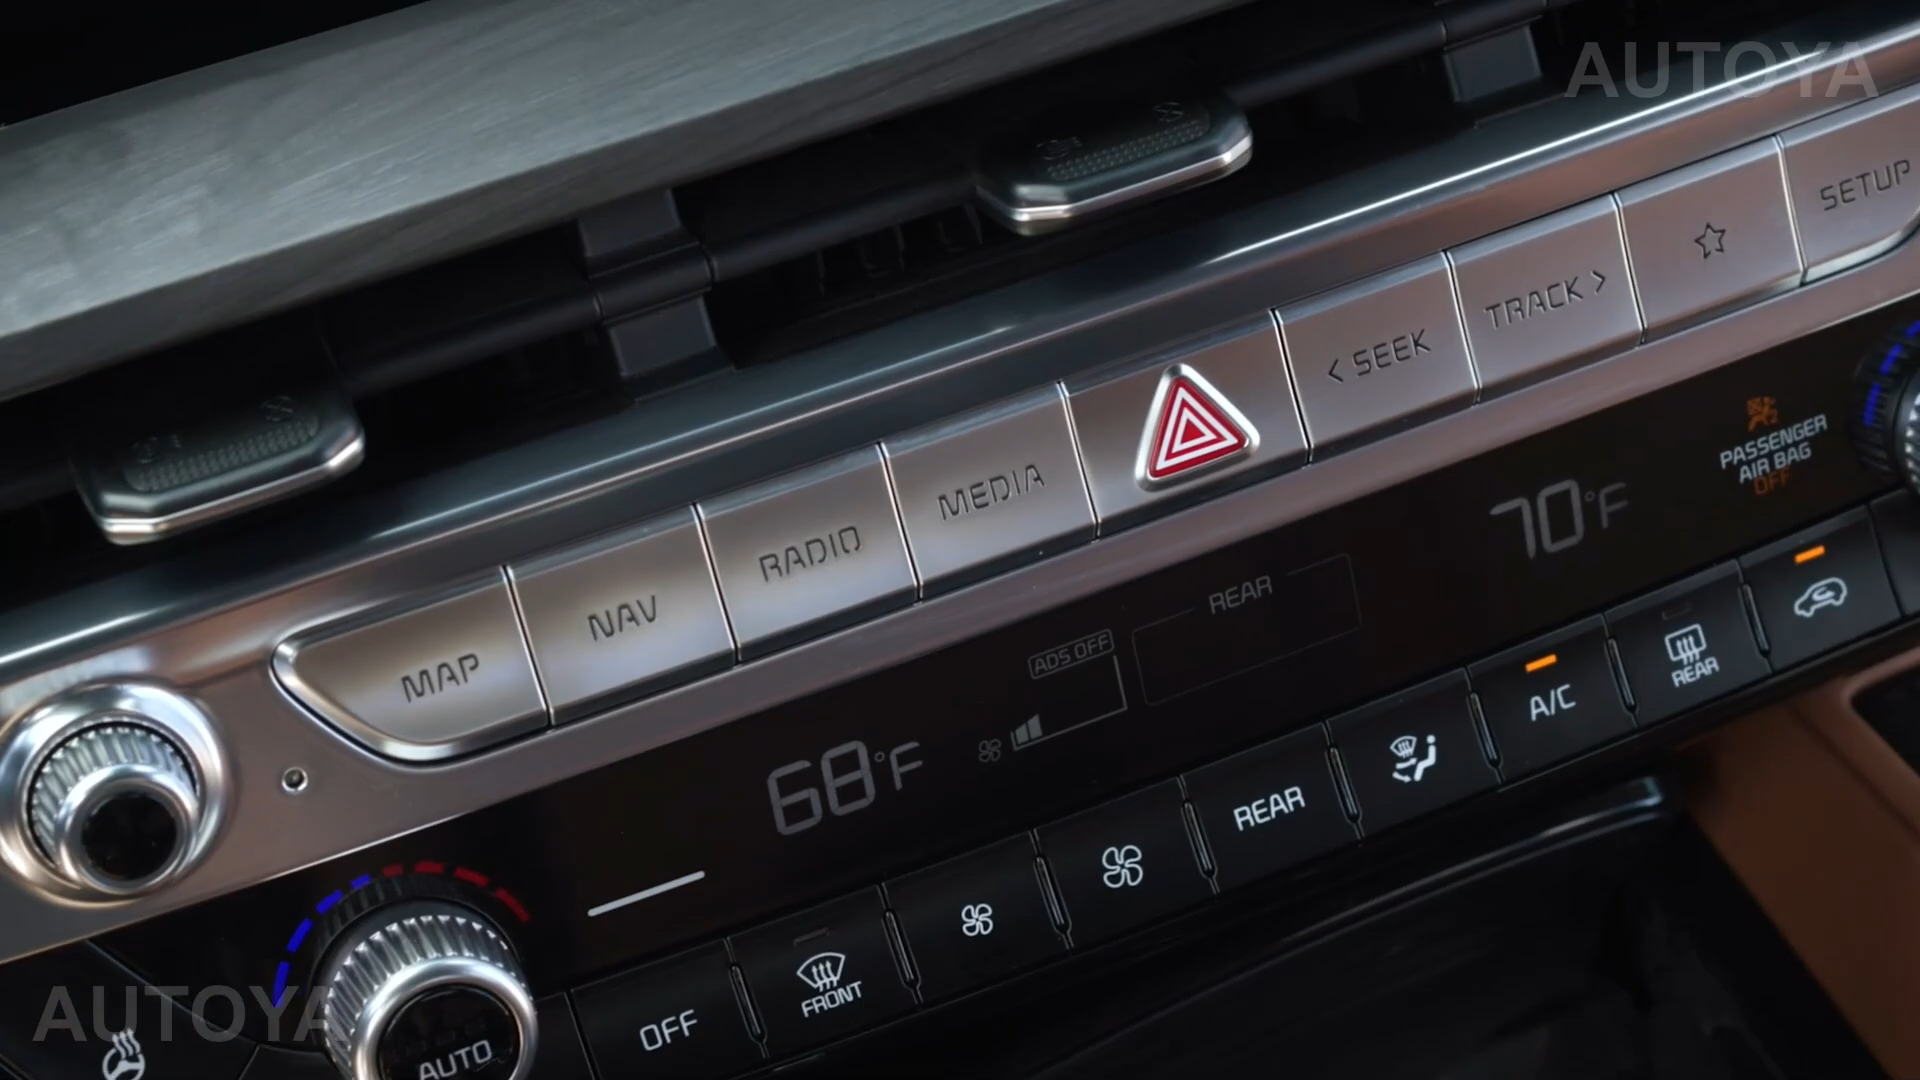 AUTOYA
MAP
NAV
RADIO
MEDIA
< SEEK
TRACK >
SETUP
68°F
ADS OFF
REAR
70°F
PASSENGER
AIR BAG
OFF
AUTO
OFF
FRONT
REAR
A/C
REAR
AUTOYA